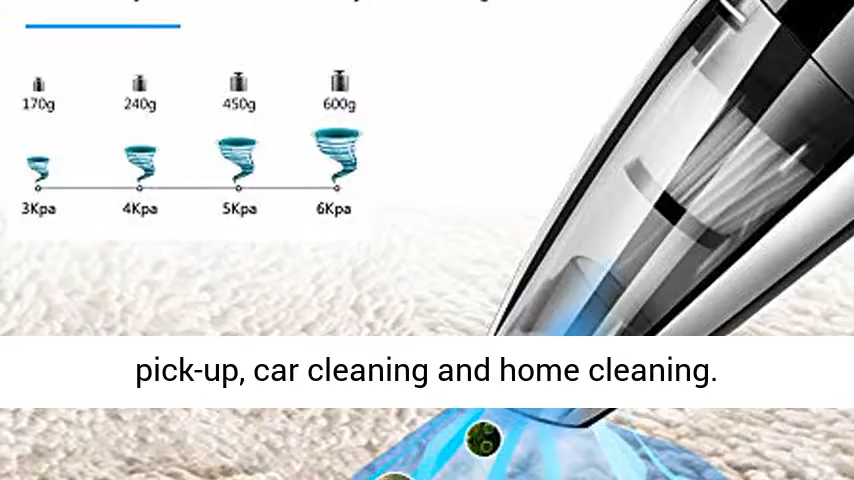 170g 240g 450g 600g
3Kpa 4Kpa 5Kpa 6Kpa
pick-up, car cleaning and home cleaning.